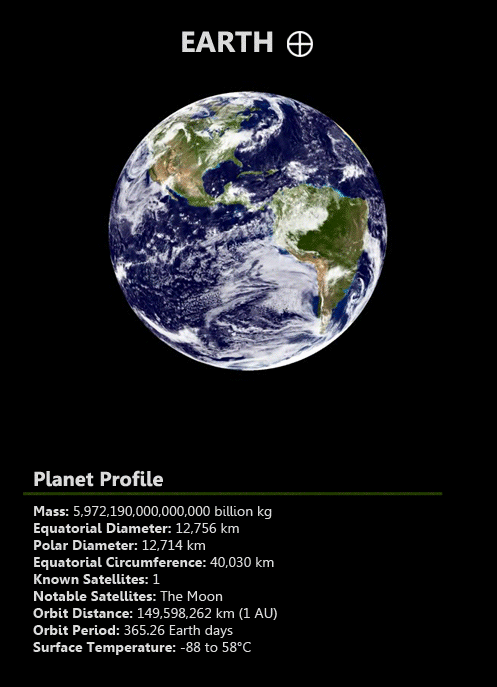 EARTH ⊕
Planet Profile
Mass: 5,972,190,000,000,000 billion kg
Equatorial Diameter: 12,756 km
Polar Diameter: 12,714 km
Equatorial Circumference: 40,030 km
Known Satellites: 1
Notable Satellites: The Moon
Orbit Distance: 149,598,262 km (1 AU)
Orbit Period: 365.26 Earth days
Surface Temperature: -88 to 58°C